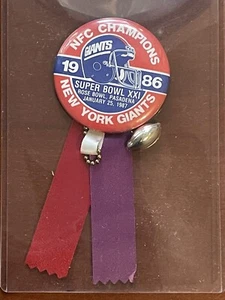 NFC CHAMPIONS
GIANTS
19 86
SUPER BOWL XXI
ROSE BOWL, PASADENA
JANUARY 25, 1987
NEW YORK GIANTS